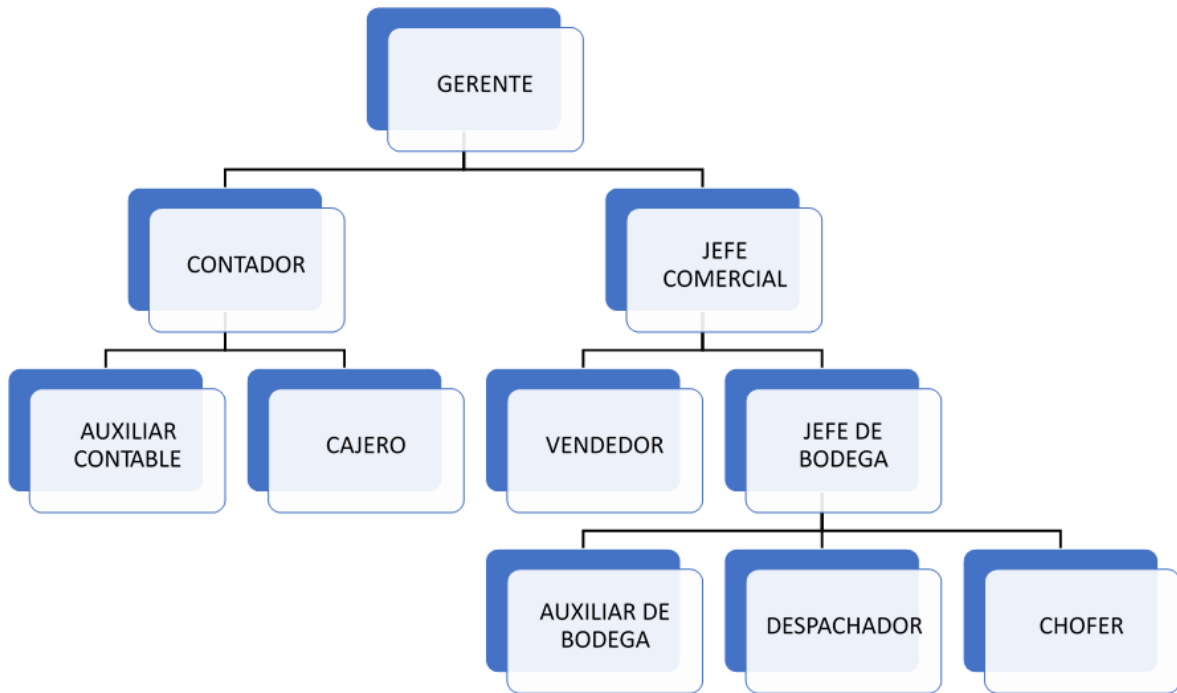 GERENTE
CONTADOR
JEFE
COMERCIAL
AUXILIAR
CONTABLE
CAJERO
VENDEDOR
JEFE DE
BODEGA
AUXILIAR DE
BODEGA
DESPACHADOR
CHOFER